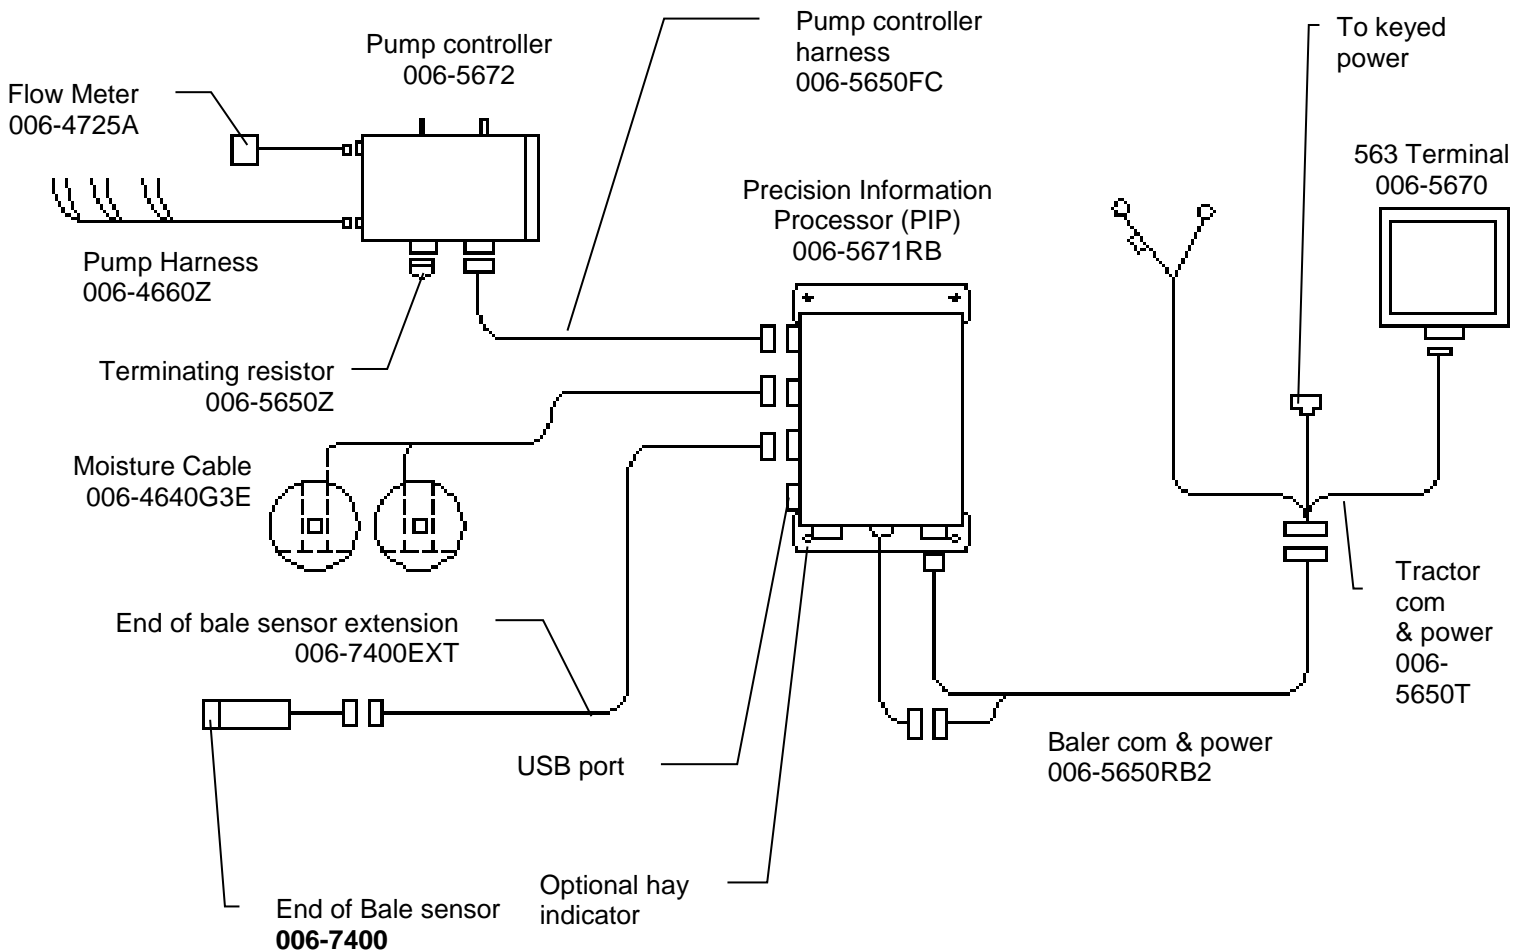 Pump controller
006-5672
Pump controller
harness
006-5650FC
To keyed
power
Flow Meter
006-4725A
563 Terminal
006-5670
Precision Information
Processor (PIP)
006-5671RB
Pump Harness
006-4660Z
Terminating resistor
006-5650Z
Moisture Cable
006-4640G3E
End of bale sensor extension
006-7400EXT
Tractor
com
& power
006-
5650T
USB port
Baler com & power
006-5650RB2
Optional hay
indicator
End of Bale sensor
006-7400